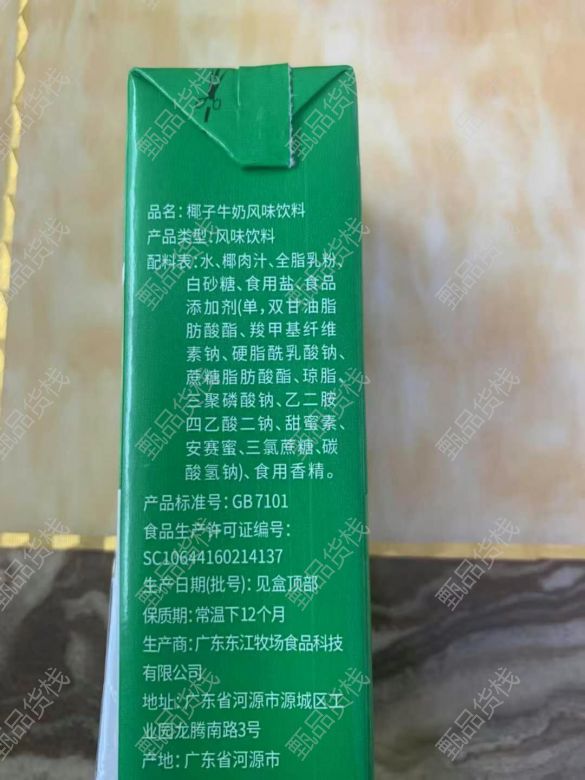 品名:椰子牛奶风味饮料
产品类型:风味饮料
配料表:水、椰肉汁、全脂乳粉、
白砂糖、食用盐、食品
添加剂(单,双甘油脂
肪酸酯、羧甲基纤维
素钠、硬脂酰乳酸钠、
蔗糖脂肪酸酯、琼脂、
三聚磷酸钠、乙二胺
四乙酸二钠、甜蜜素、
安赛蜜、三氯蔗糖、碳
酸氢钠)、食用香精。
产品标准号:GB7101
食品生产许可证编号:
SC10644160214137
生产日期(批号):见盒顶部
保质期:常温下12个月
生产商:广东东江牧场食品科技
有限公司
地址:广东省河源市源城区工
业园龙腾南路3号
产地:广东省河源市
甄品货栈